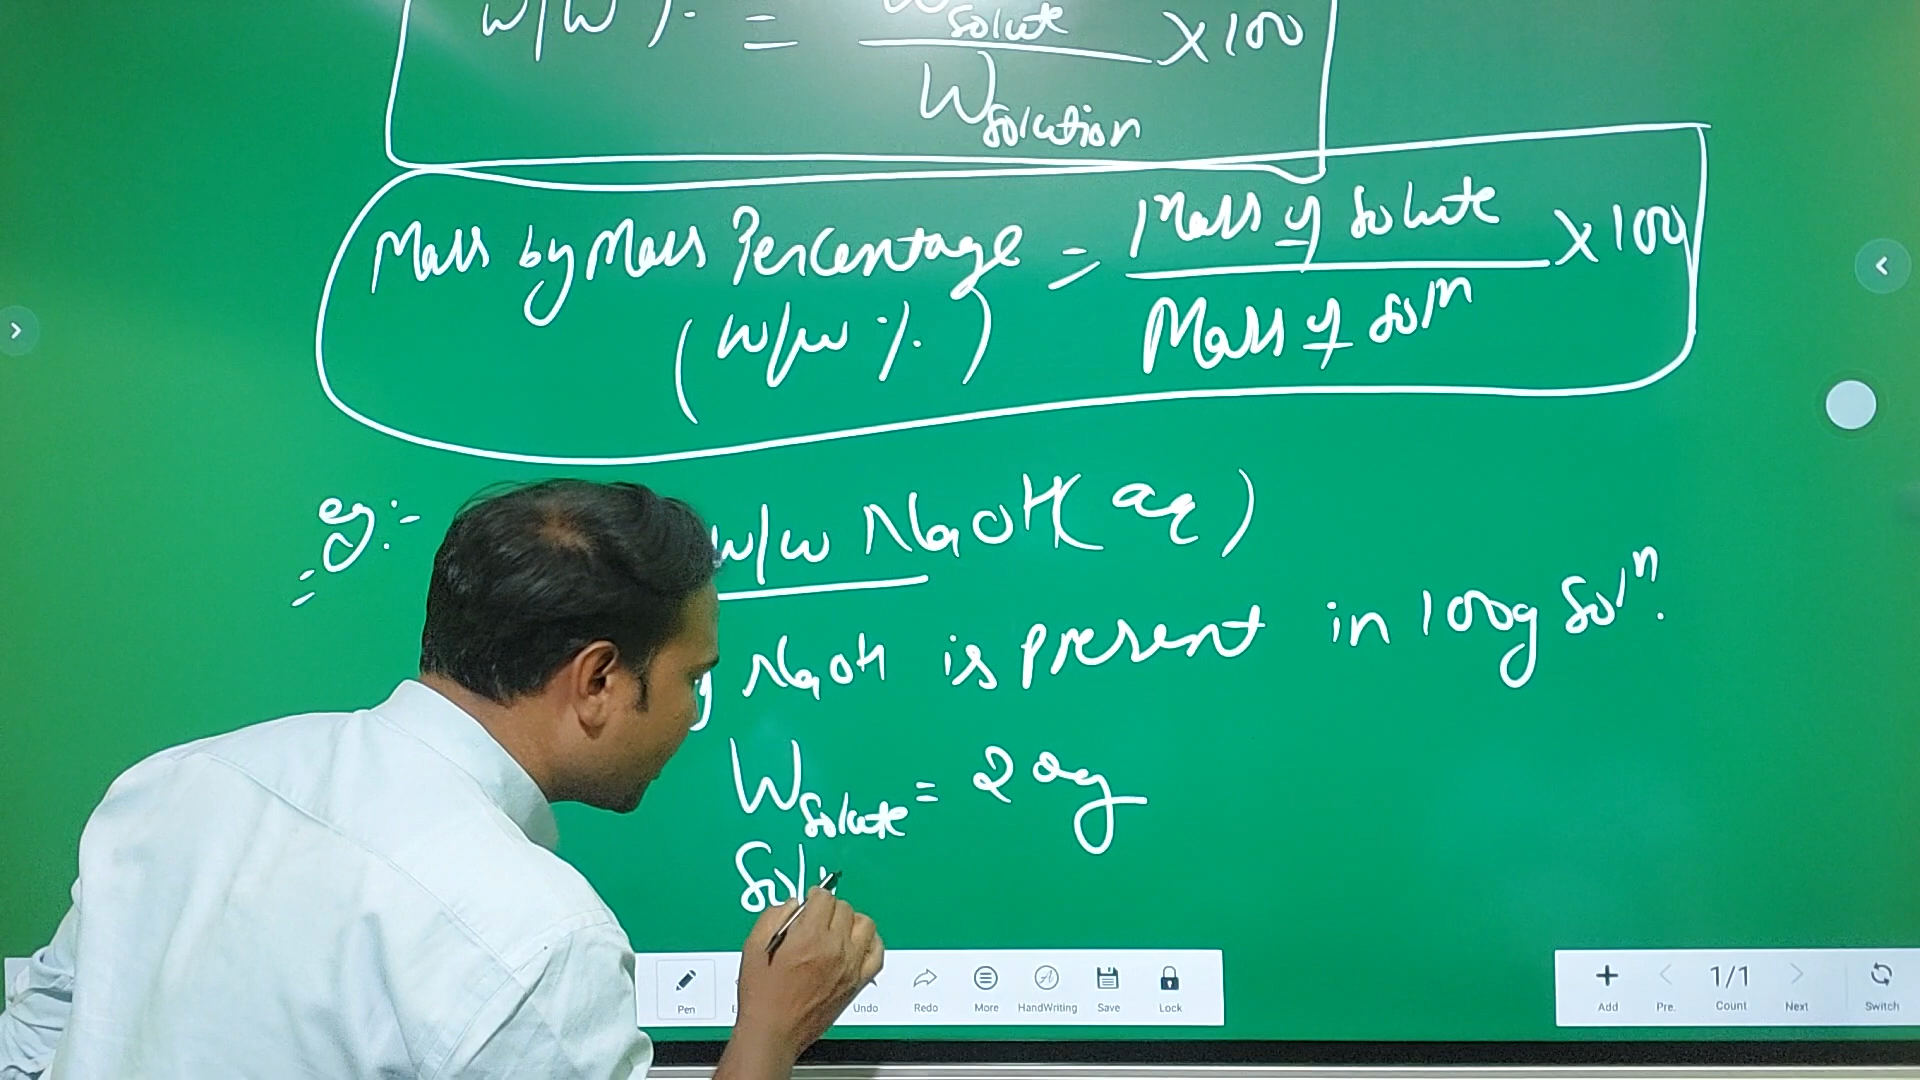 w/w % = W solute / W solution × 100
Mass by Mass Percentage = Mass of Solute / Mass of solⁿ × 100
(w/w %)
eg:-
w/w NaOH(aq)
g NaOH is present in 100g Solⁿ.
W solute = 20g
Sol
Pen
Undo
Redo
More
HandWriting
Save
Lock
Add
Pre.
1/1
Count
Next
Switch